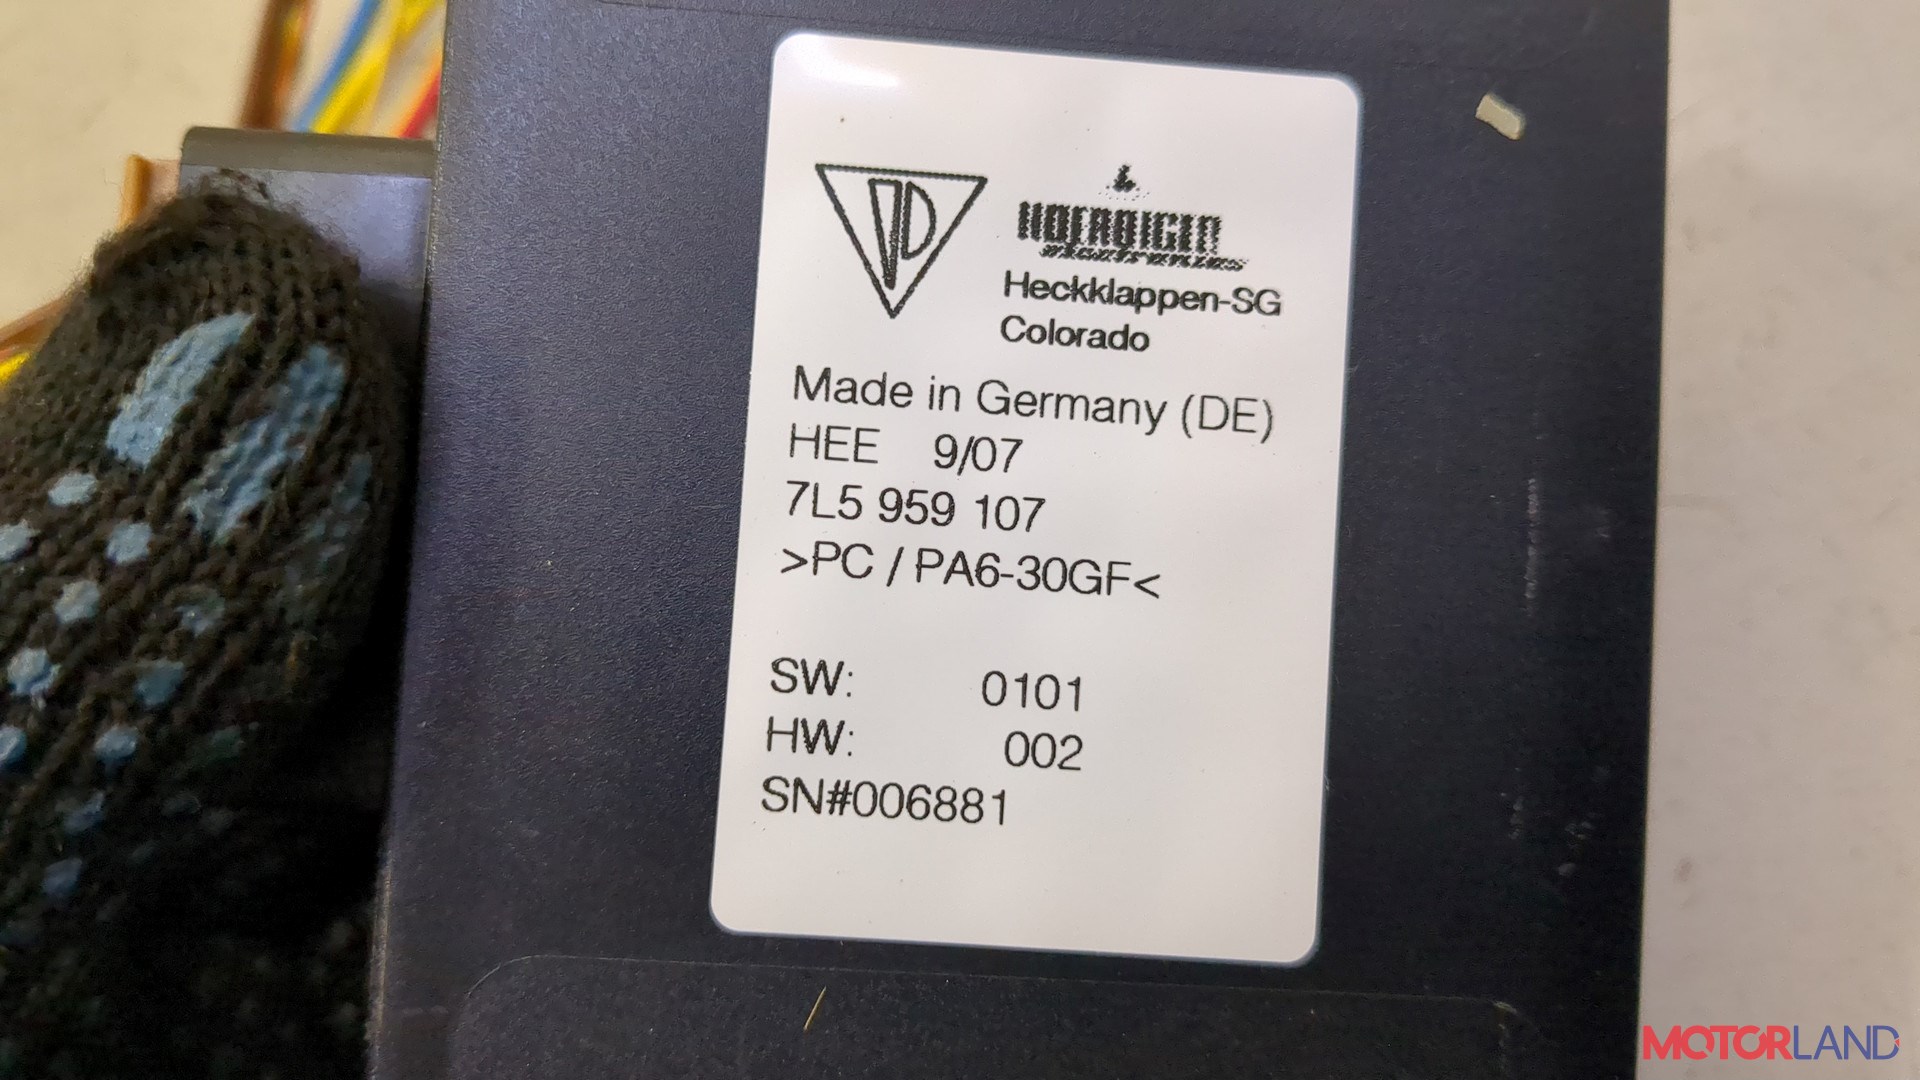 Heckklappen-SG
Colorado
Made in Germany (DE)
HEE 9/07
7L5 959 107
>PC / PA6-30GF<
SW: 0101
HW: 002
SN#006881
MOTORLAND